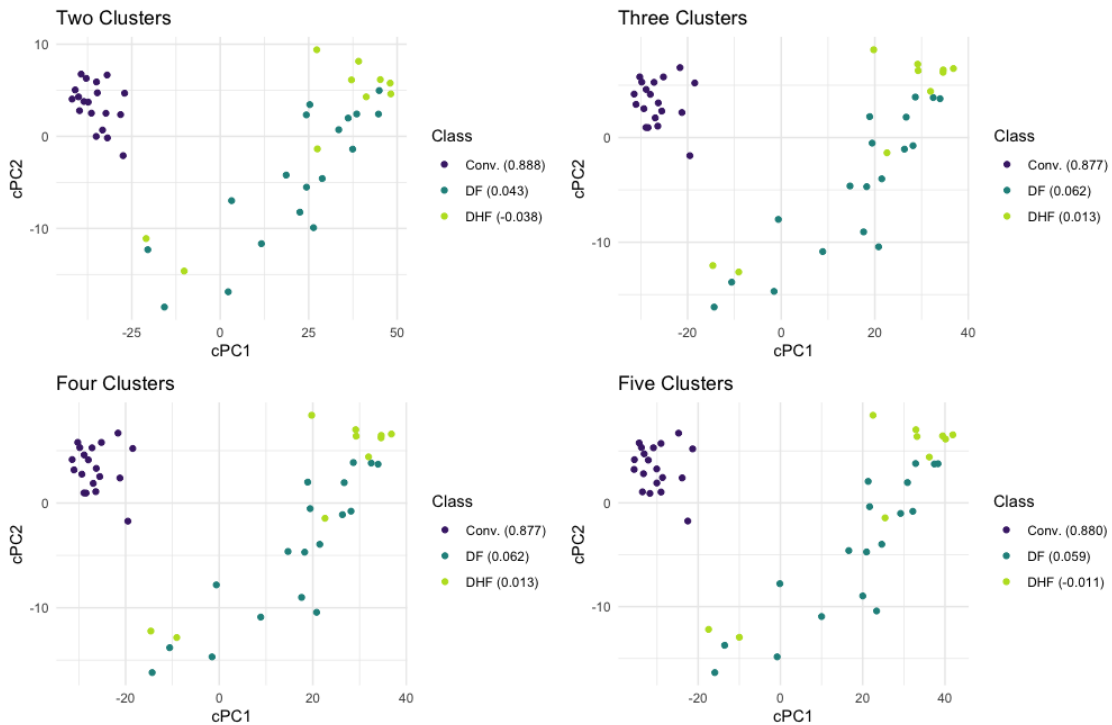 Two Clusters
10
0
-10
cPC2
-25
0
25
50
cPC1
Class
Conv. (0.888)
DF (0.043)
DHF (-0.038)
Three Clusters
0
-10
cPC2
-20
0
20
40
cPC1
Class
Conv. (0.877)
DF (0.062)
DHF (0.013)
Four Clusters
0
-10
cPC2
-20
0
20
40
cPC1
Class
Conv. (0.877)
DF (0.062)
DHF (0.013)
Five Clusters
0
-10
cPC2
-20
0
20
40
cPC1
Class
Conv. (0.880)
DF (0.059)
DHF (-0.011)